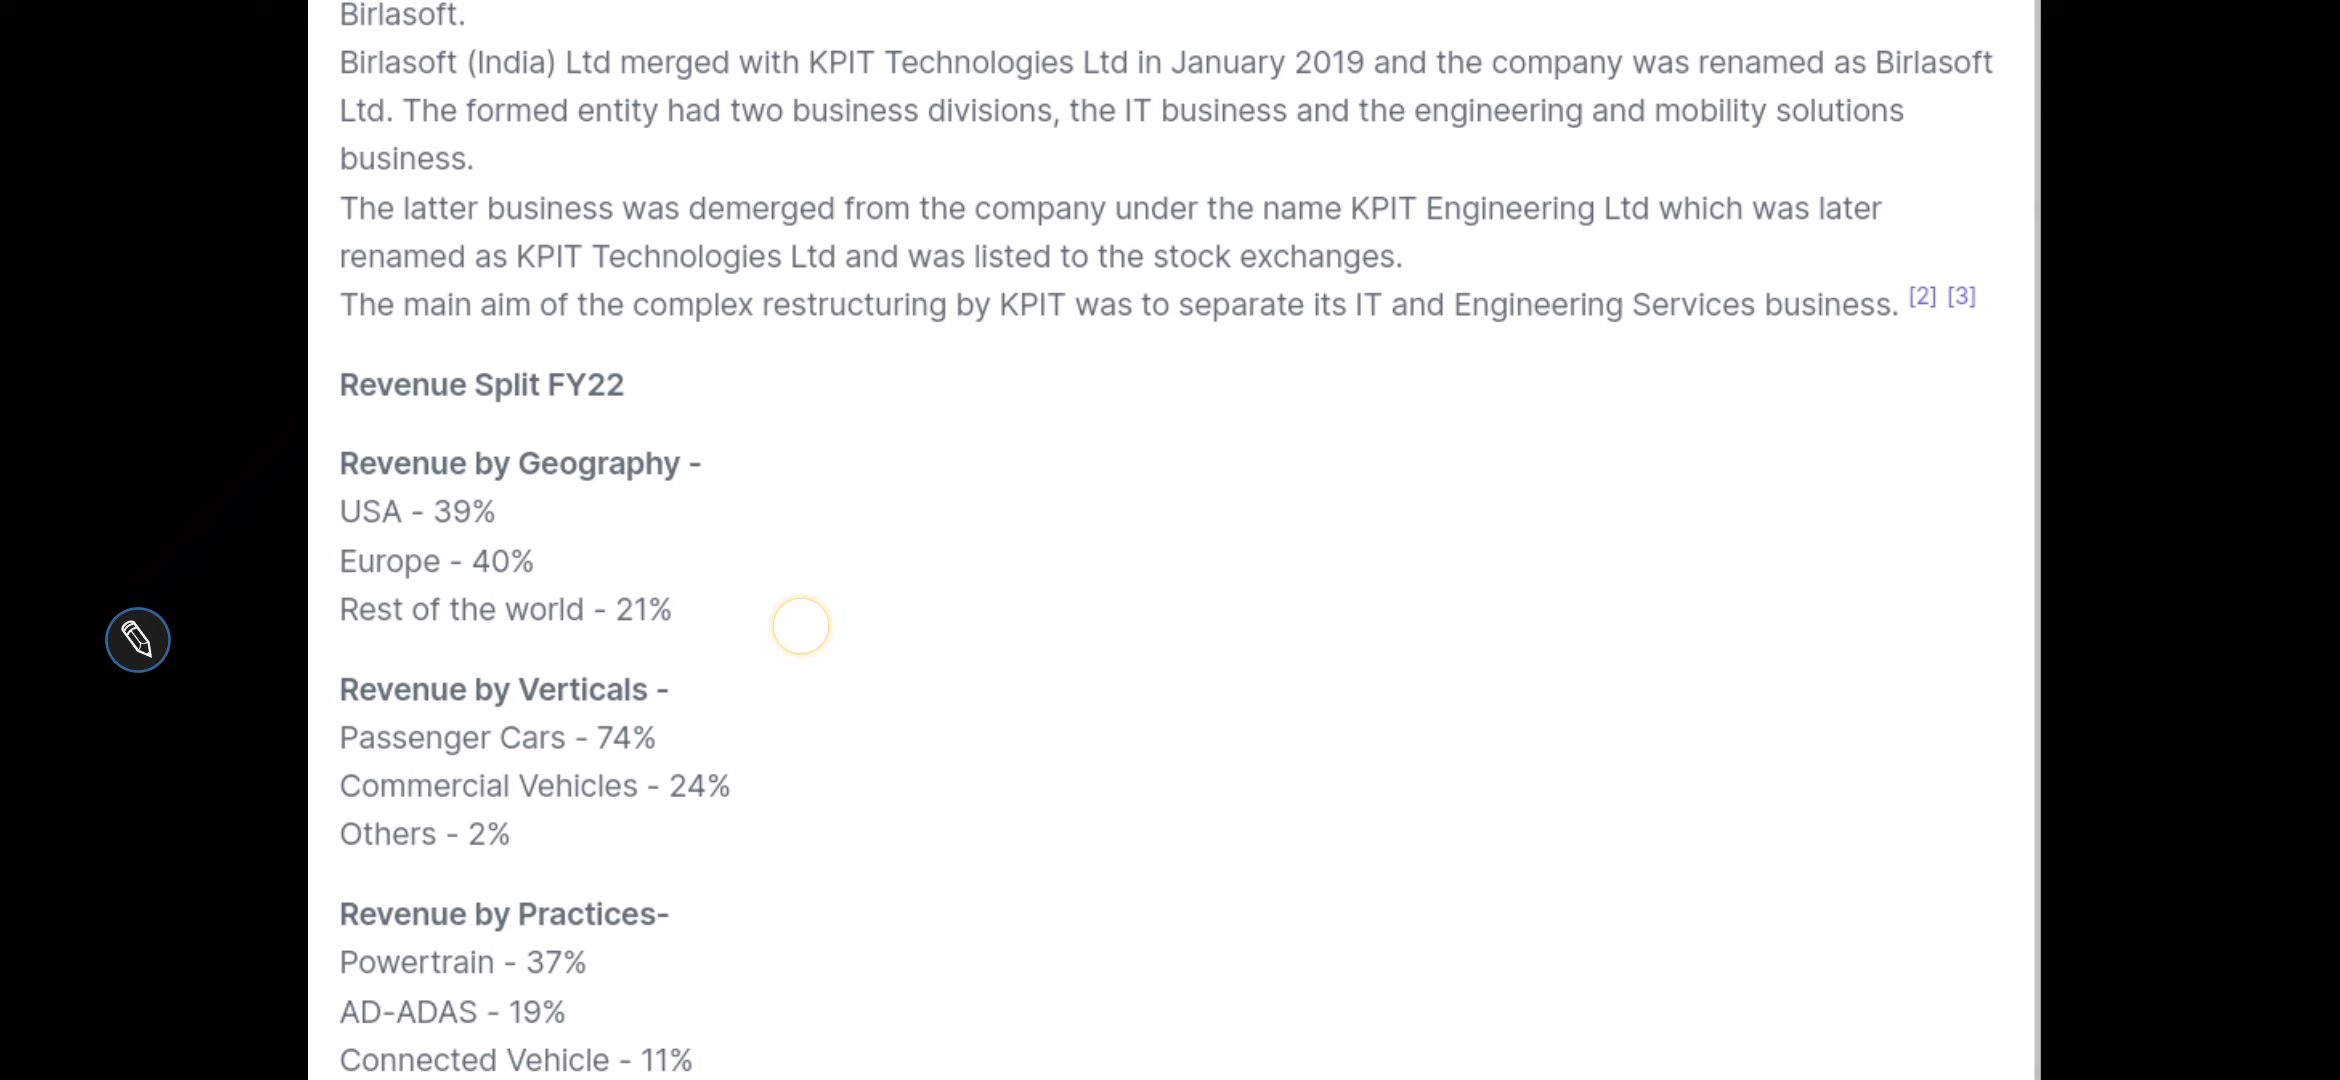 Birlasoft.
Birlasoft (India) Ltd merged with KPIT Technologies Ltd in January 2019 and the company was renamed as Birlasoft
Ltd. The formed entity had two business divisions, the IT business and the engineering and mobility solutions
business.
The latter business was demerged from the company under the name KPIT Engineering Ltd which was later
renamed as KPIT Technologies Ltd and was listed to the stock exchanges.
The main aim of the complex restructuring by KPIT was to separate its IT and Engineering Services business. [2] [3]
Revenue Split FY22
Revenue by Geography -
USA - 39%
Europe - 40%
Rest of the world - 21%
Revenue by Verticals -
Passenger Cars - 74%
Commercial Vehicles - 24%
Others - 2%
Revenue by Practices-
Powertrain - 37%
AD-ADAS - 19%
Connected Vehicle - 11%